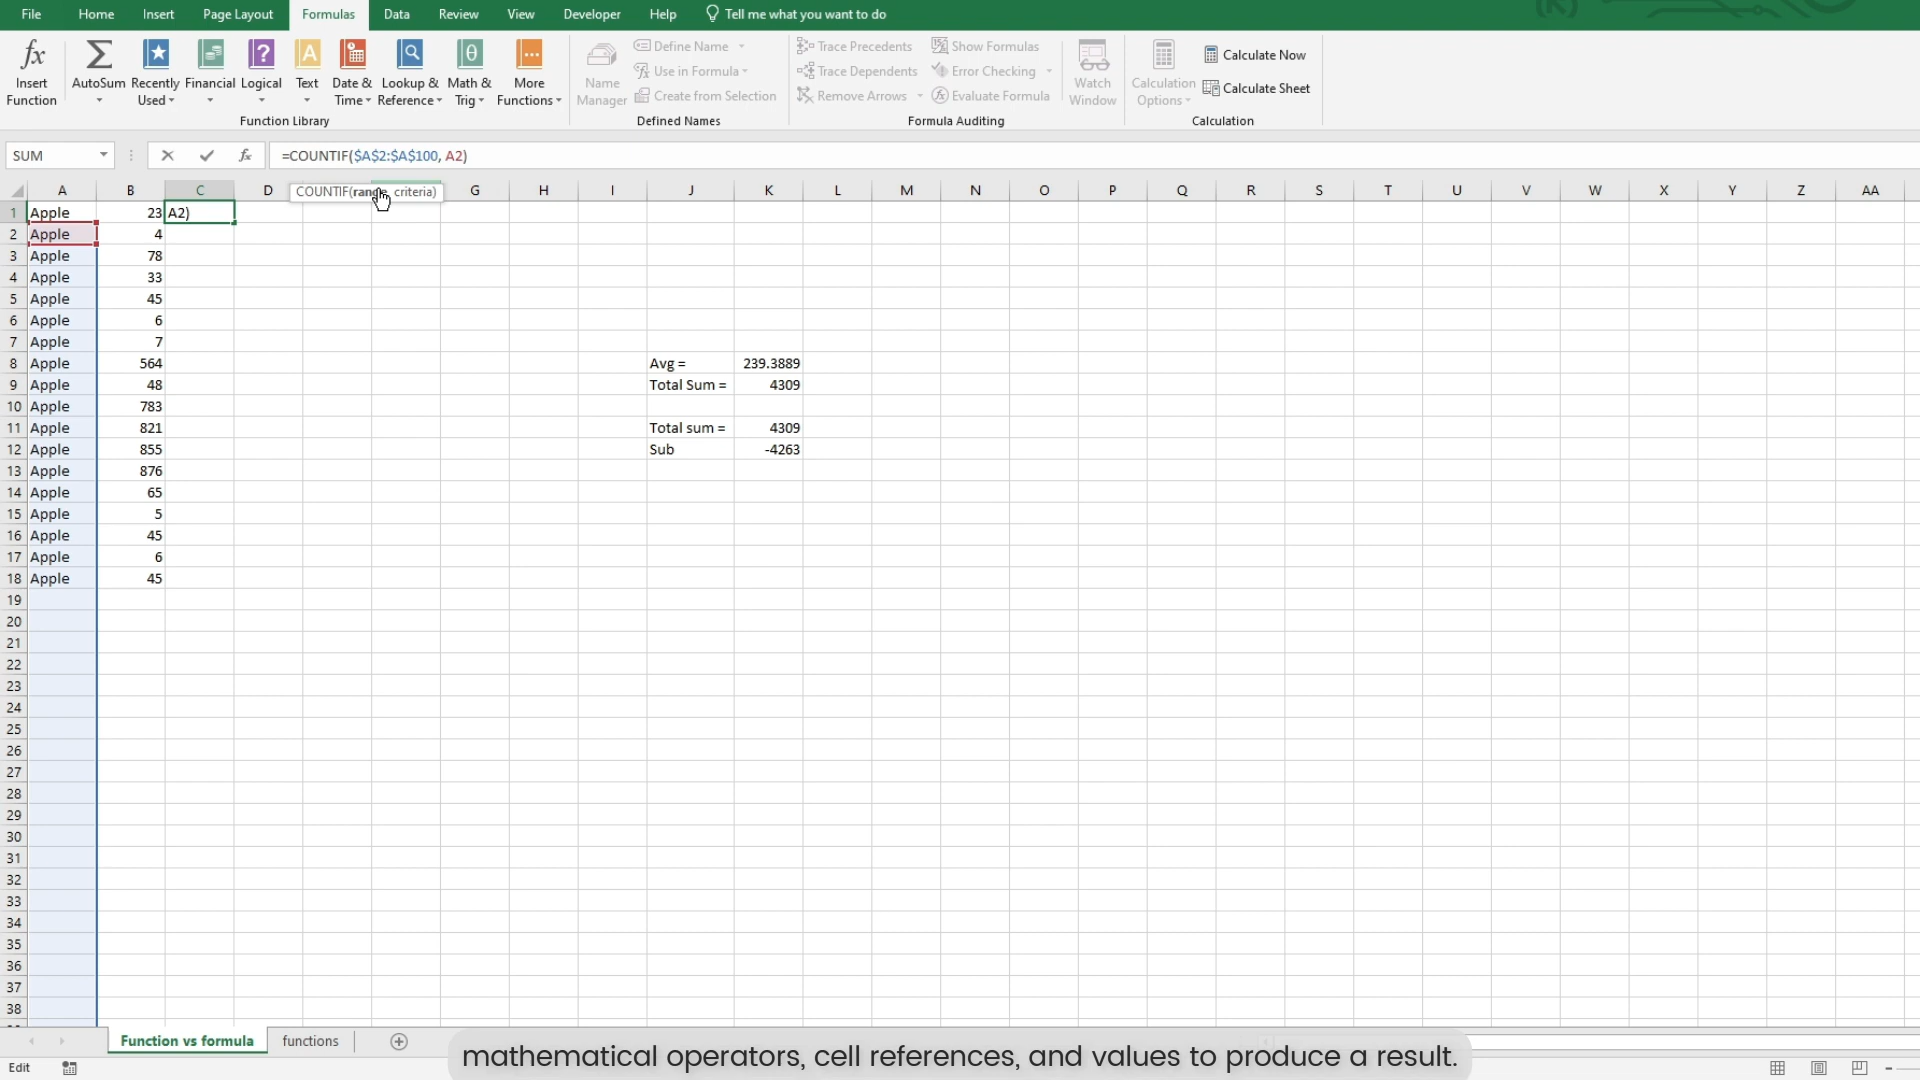 File Home Insert Page Layout Formulas Data Review View Developer Help Tell me what you want to do
Insert Function
AutoSum
Recently Used
Financial
Logical
Text
Date & Time
Lookup & Reference
Math & Trig
More Functions
Function Library
Name Manager
Define Name
Use in Formula
Create from Selection
Defined Names
Trace Precedents
Trace Dependents
Remove Arrows
Show Formulas
Error Checking
Evaluate Formula
Formula Auditing
Watch Window
Calculation Options
Calculate Now
Calculate Sheet
Calculation
SUM fx =COUNTIF($A$2:$A$100, A2)
COUNTIF(range, criteria)
A B C D G H I J K L M N O P Q R S T U V W X Y Z AA
1 Apple 23 A2)
2 Apple 4
3 Apple 78
4 Apple 33
5 Apple 45
6 Apple 6
7 Apple 7
8 Apple 564 Avg = 239.3889
9 Apple 48 Total Sum = 4309
10 Apple 783
11 Apple 821 Total sum = 4309
12 Apple 855 Sub -4263
13 Apple 876
14 Apple 65
15 Apple 5
16 Apple 45
17 Apple 6
18 Apple 45
19
20
21
22
23
24
25
26
27
28
29
30
31
32
33
34
35
36
37
38
Function vs formula functions
mathematical operators, cell references, and values to produce a result.
Edit